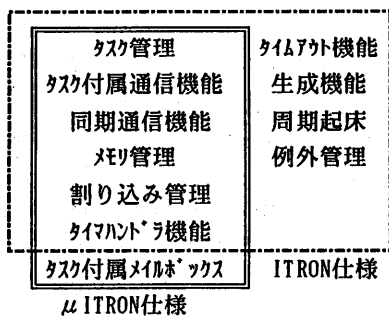 タスク管理
タスク付属通信機能
同期通信機能
メモリ管理
割り込み管理
タイマハンドラ機能
タスク付属メイルボックス
μITRON仕様
タイムアウト機能
生成機能
周期起床
例外管理
ITRON仕様